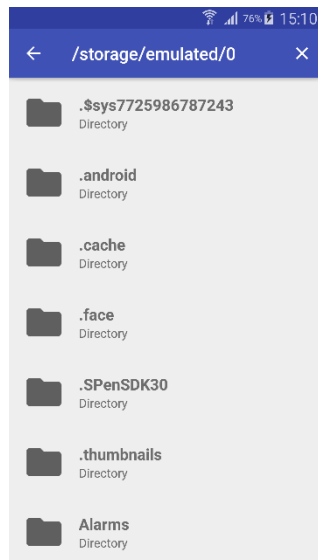 76% 15:10
/storage/emulated/0
.$sys7725986787243
Directory
.android
Directory
.cache
Directory
.face
Directory
.SPenSDK30
Directory
.thumbnails
Directory
Alarms
Directory